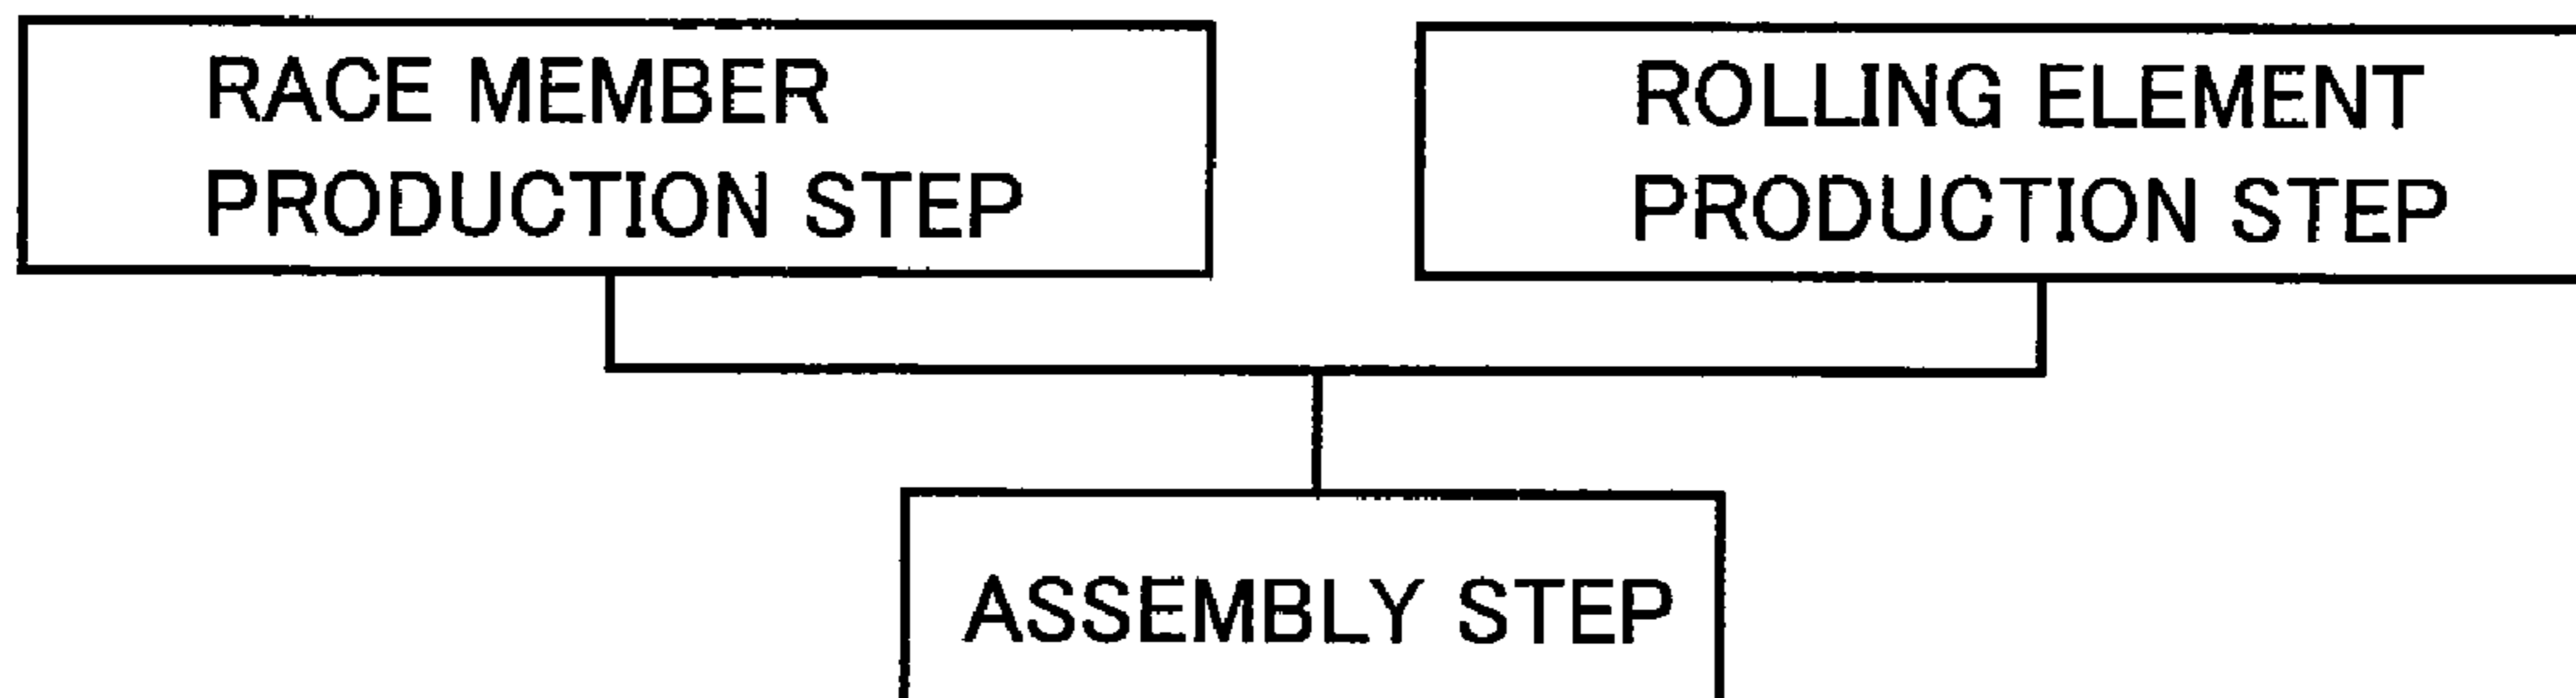 RACE MEMBER
PRODUCTION STEP
ROLLING ELEMENT
PRODUCTION STEP
ASSEMBLY STEP